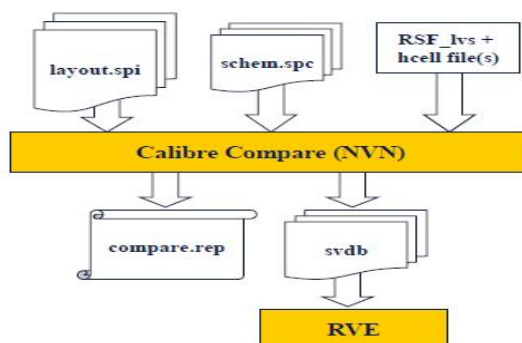 layout.spi
schem.spc
RSF_lvs +
hcell file(s)
Calibre Compare (NVN)
compare.rep
svdb
RVE